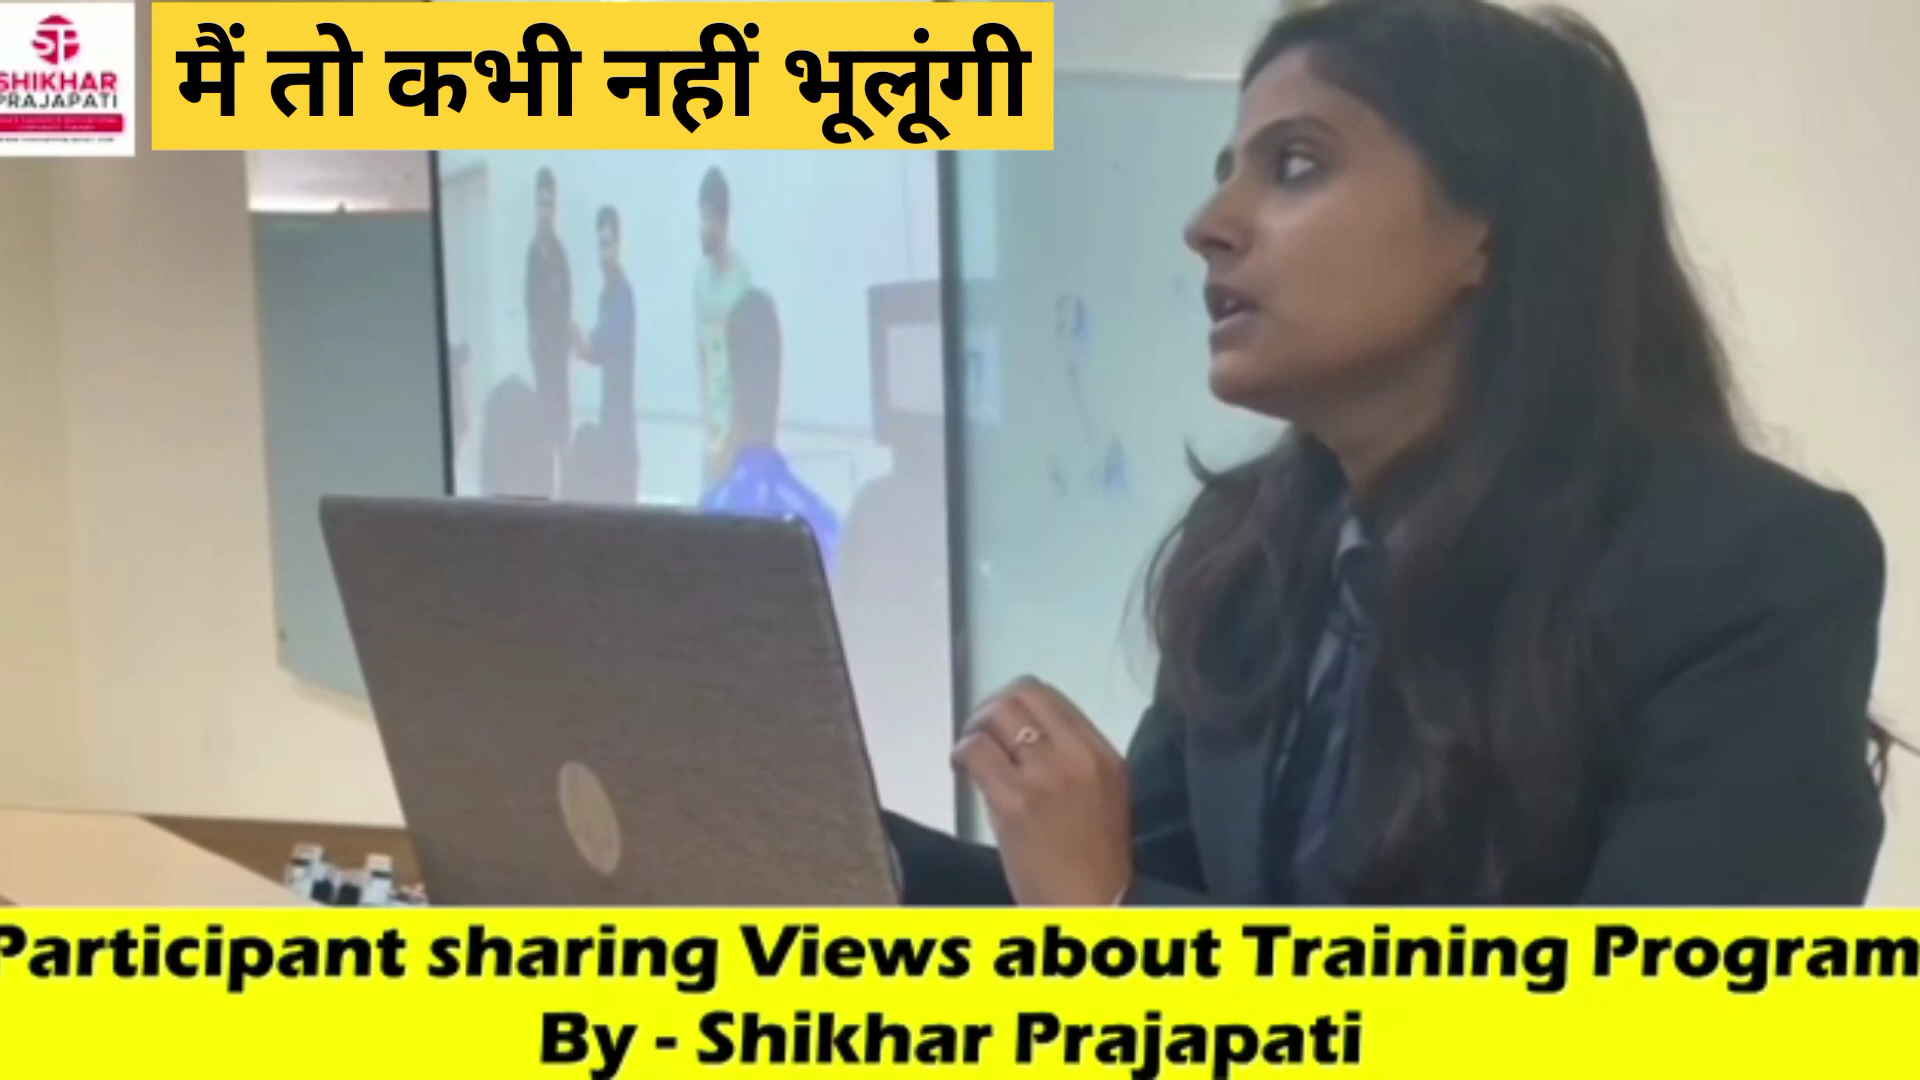 SHIKHAR
PRAJAPATI
मैं तो कभी नहीं भूलूंगी
Participant sharing Views about Training Program
By - Shikhar Prajapati